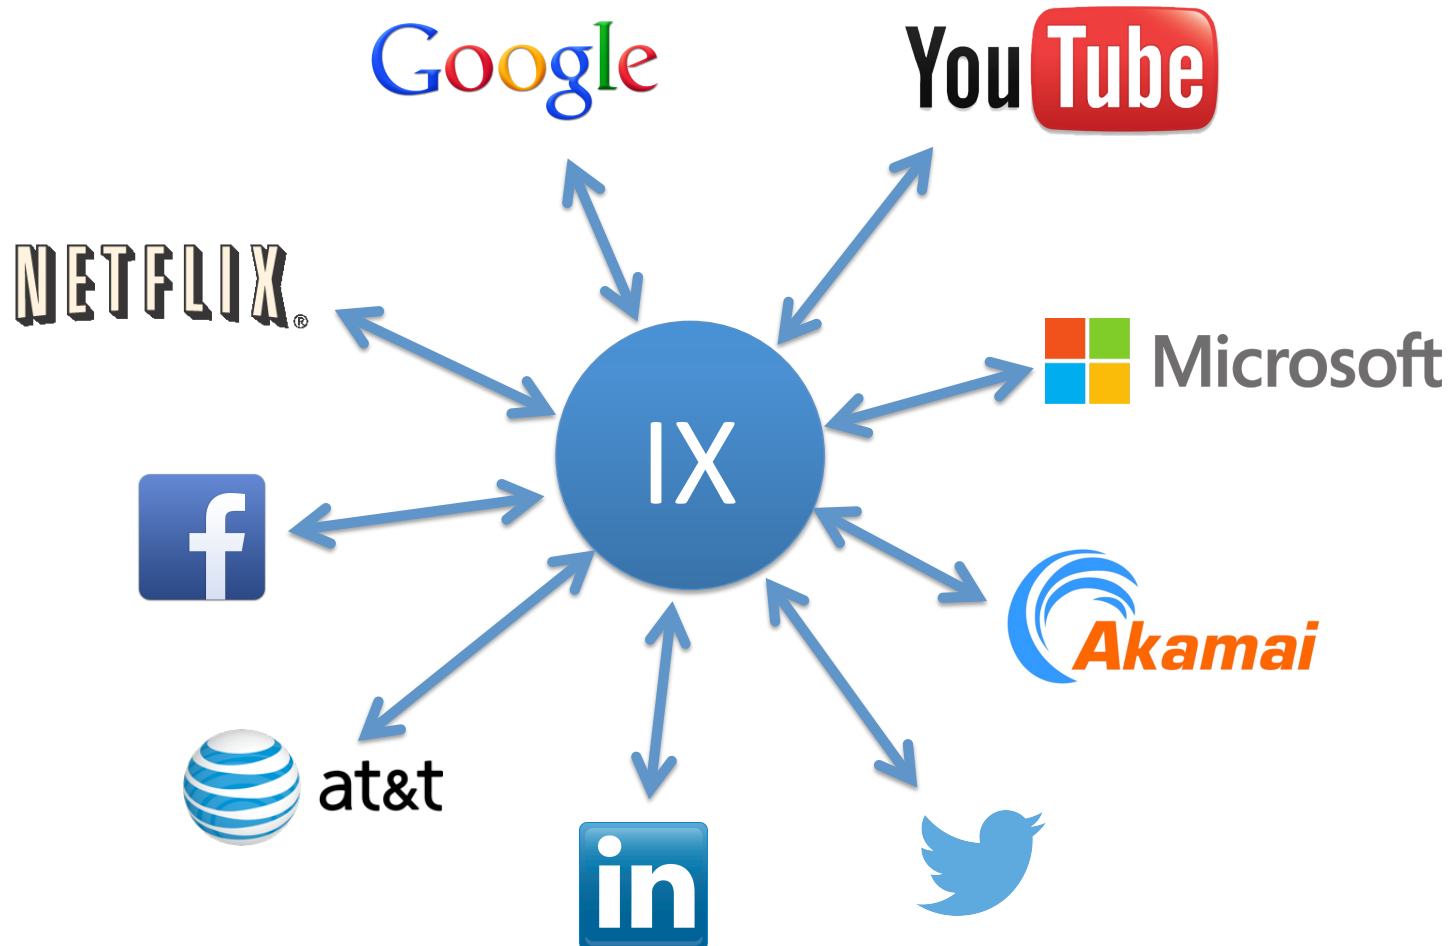 Google
YouTube
NETFLIX®
Microsoft
IX
f
Akamai
at&t
in